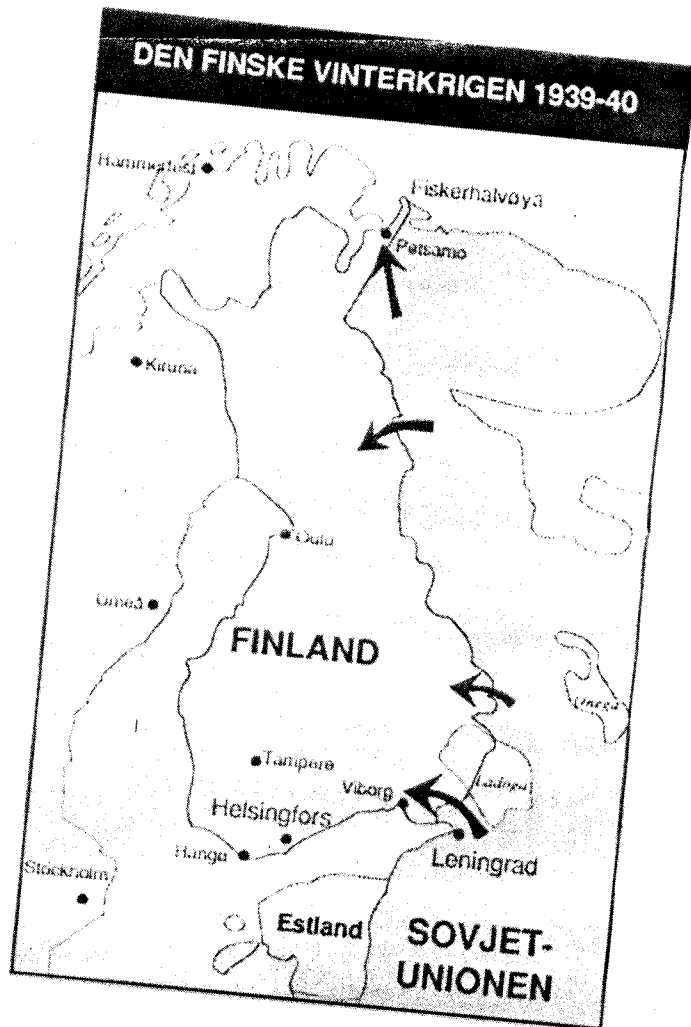 DEN FINSKE VINTERKRIGEN 1939-40
Hammerfest
Fiskerhalvøya
Petsamo
Kiruna
Oulu
Umeå
FINLAND
Onega
Tampere
Ladoga
Viborg
Helsingfors
Hangø
Leningrad
Stockholm
Estland
SOVJET-
UNIONEN